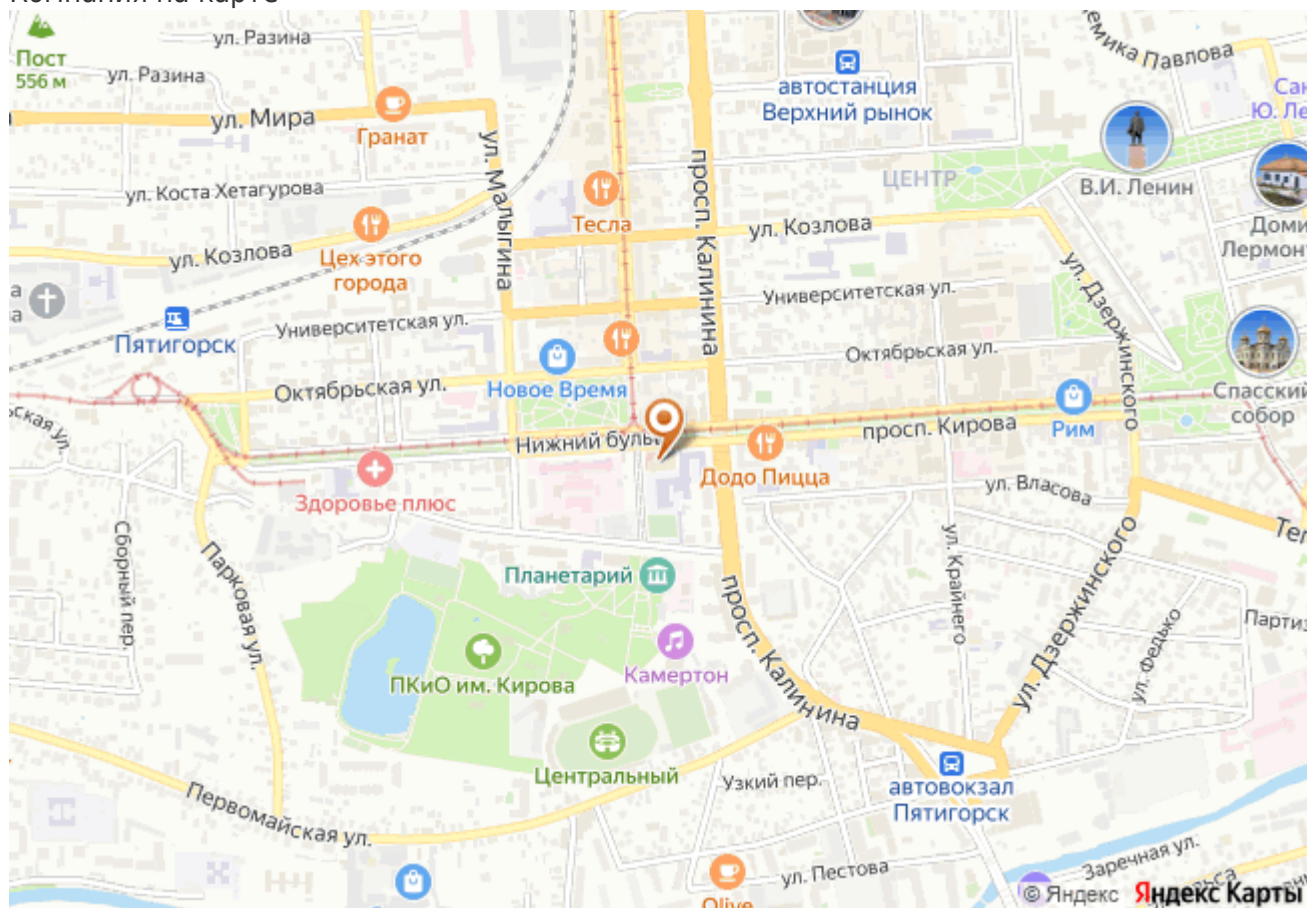 Пост
556 м
ул. Разина
ул. Разина
емика Павлова
автостанция
Верхний рынок
ул. Мира
Гранат
ул. Малыгина
просп. Калинина
ЦЕНТР
В.И. Ленин
ул. Коста Хетагурова
Тесла
ул. Козлова
ул. Козлова
Цех этого
города
ул. Дзержинского
Университетская ул.
Университетская ул.
Пятигорск
Октябрьская ул.
Октябрьская ул.
Новое Время
Спасский
собор
Рим
Нижний буль
просп. Кирова
Додо Пицца
Здоровье плюс
ул. Власова
Сборный пер.
Парковая ул.
Планетарий
ул. Крайнего
ул. Дзержинского
ул. Федько
ПКиО им. Кирова
Камертон
просп. Калинина
Центральный
Узкий пер.
автовокзал
Пятигорск
Первомайская ул.
ул. Пестова
Заречная ул.
Olive
© Яндекс
Яндекс Карты